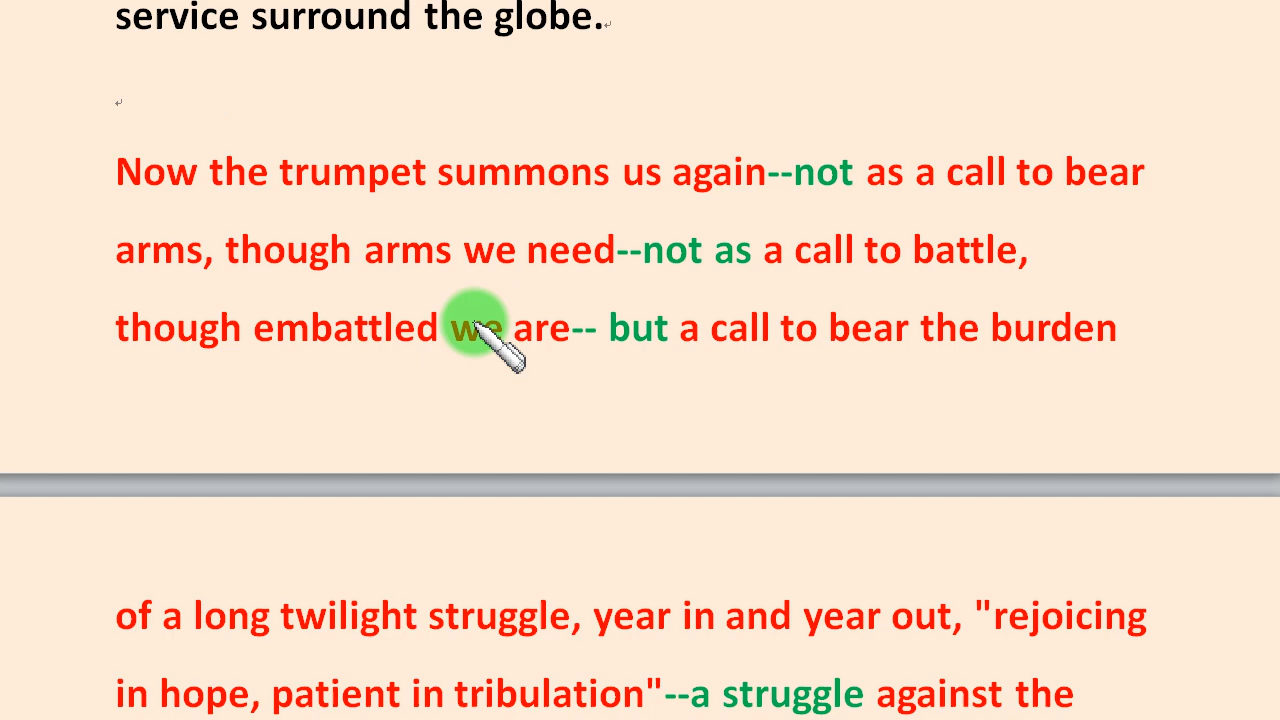 service surround the globe.
Now the trumpet summons us again--not as a call to bear
arms, though arms we need--not as a call to battle,
though embattled we are-- but a call to bear the burden
of a long twilight struggle, year in and year out, "rejoicing
in hope, patient in tribulation"--a struggle against the